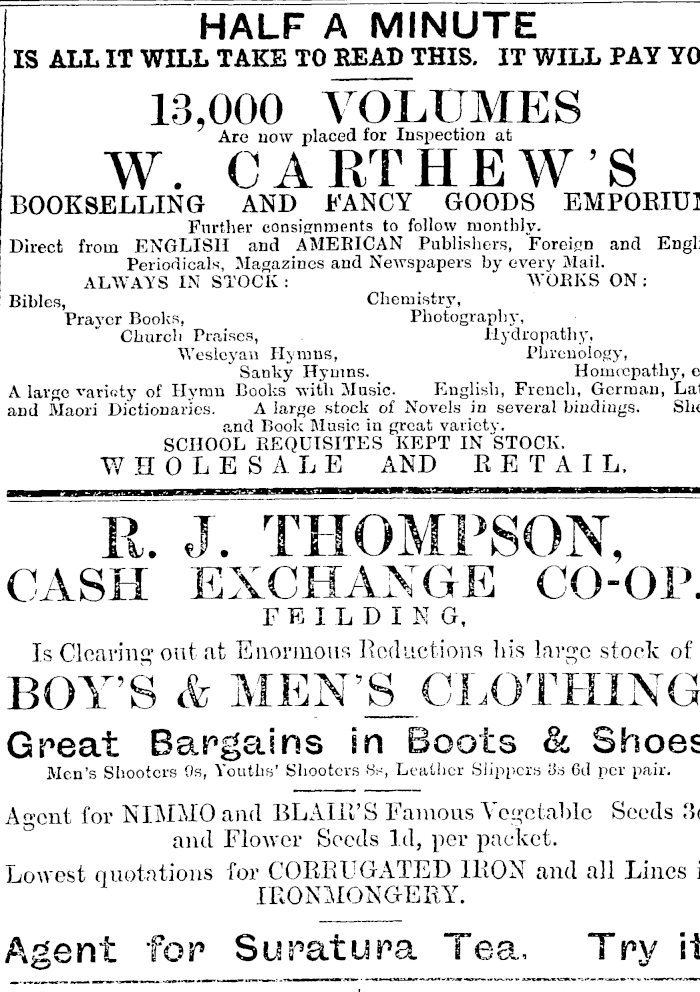 HALF A MINUTE
IS ALL IT WILL TAKE TO READ THIS. IT WILL PAY YO
13,000 VOLUMES
Are now placed for Inspection at
W. CARTHEW'S
BOOKSELLING AND FANCY GOODS EMPORIUM
Further consignments to follow monthly.
Direct from ENGLISH and AMERICAN Publishers, Foreign and Engl
Periodicals, Magazines and Newspapers by every Mail.
ALWAYS IN STOCK: WORKS ON:
Bibles, Chemistry,
Prayer Books, Photography,
Church Praises, Hydropathy,
Wesleyan Hymns, Phrenology,
Sanky Hymns. Homœpathy, e
A large variety of Hymn Books with Music. English, French, German, Lat
and Maori Dictionaries. A large stock of Novels in several bindings. She
and Book Music in great variety.
SCHOOL REQUISITES KEPT IN STOCK.
WHOLESALE AND RETAIL.
R. J. THOMPSON,
CASH EXCHANGE CO-OP.
FEILDING,
Is Clearing out at Enormous Reductions his large stock of
BOY'S & MEN'S CLOTHING
Great Bargains in Boots & Shoes
Men's Shooters 9s, Youths' Shooters 8s, Leather Slippers 3s 6d per pair.
Agent for NIMMO and BLAIR'S Famous Vegetable Seeds 3d
and Flower Seeds 1d, per packet.
Lowest quotations for CORRUGATED IRON and all Lines i
IRONMONGERY.
Agent for Suratura Tea. Try it